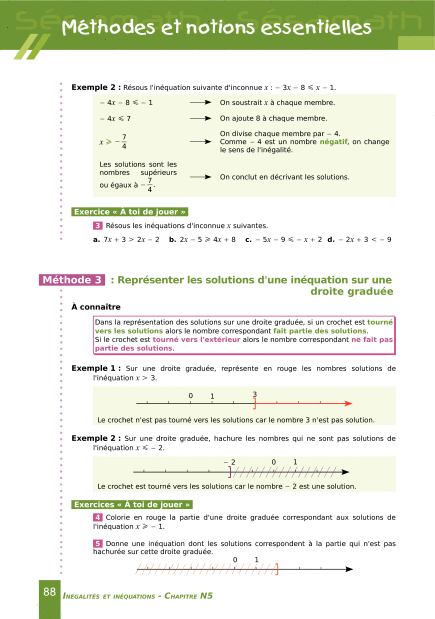 Méthodes et notions essentielles
Exemple 2 : Résous l'inéquation suivante d'inconnue x : − 3x − 8 ⩽ x − 1.
− 4x − 8 ⩽ − 1 On soustrait x à chaque membre.
− 4x ⩽ 7 On ajoute 8 à chaque membre.
x ⩾ − 7/4 On divise chaque membre par − 4.
Comme − 4 est un nombre négatif, on change
le sens de l'inégalité.
Les solutions sont les
nombres supérieurs
ou égaux à − 7/4. On conclut en décrivant les solutions.
Exercice « À toi de jouer »
3 Résous les inéquations d'inconnue x suivantes.
a. 7x + 3 > 2x − 2 b. 2x − 5 ⩾ 4x + 8 c. − 5x − 9 ⩽ − x + 2 d. − 2x + 3 < − 9
Méthode 3 : Représenter les solutions d'une inéquation sur une
droite graduée
À connaître
Dans la représentation des solutions sur une droite graduée, si un crochet est tourné
vers les solutions alors le nombre correspondant fait partie des solutions.
Si le crochet est tourné vers l'extérieur alors le nombre correspondant ne fait pas
partie des solutions.
Exemple 1 : Sur une droite graduée, représente en rouge les nombres solutions de
l'inéquation x > 3.
0 1 3
Le crochet n'est pas tourné vers les solutions car le nombre 3 n'est pas solution.
Exemple 2 : Sur une droite graduée, hachure les nombres qui ne sont pas solutions de
l'inéquation x ⩽ − 2.
− 2 0 1
Le crochet est tourné vers les solutions car le nombre − 2 est une solution.
Exercices « À toi de jouer »
4 Colorie en rouge la partie d'une droite graduée correspondant aux solutions de
l'inéquation x ⩾ − 1.
5 Donne une inéquation dont les solutions correspondent à la partie qui n'est pas
hachurée sur cette droite graduée.
0 1
88 INÉGALITÉS ET INÉQUATIONS - CHAPITRE N5